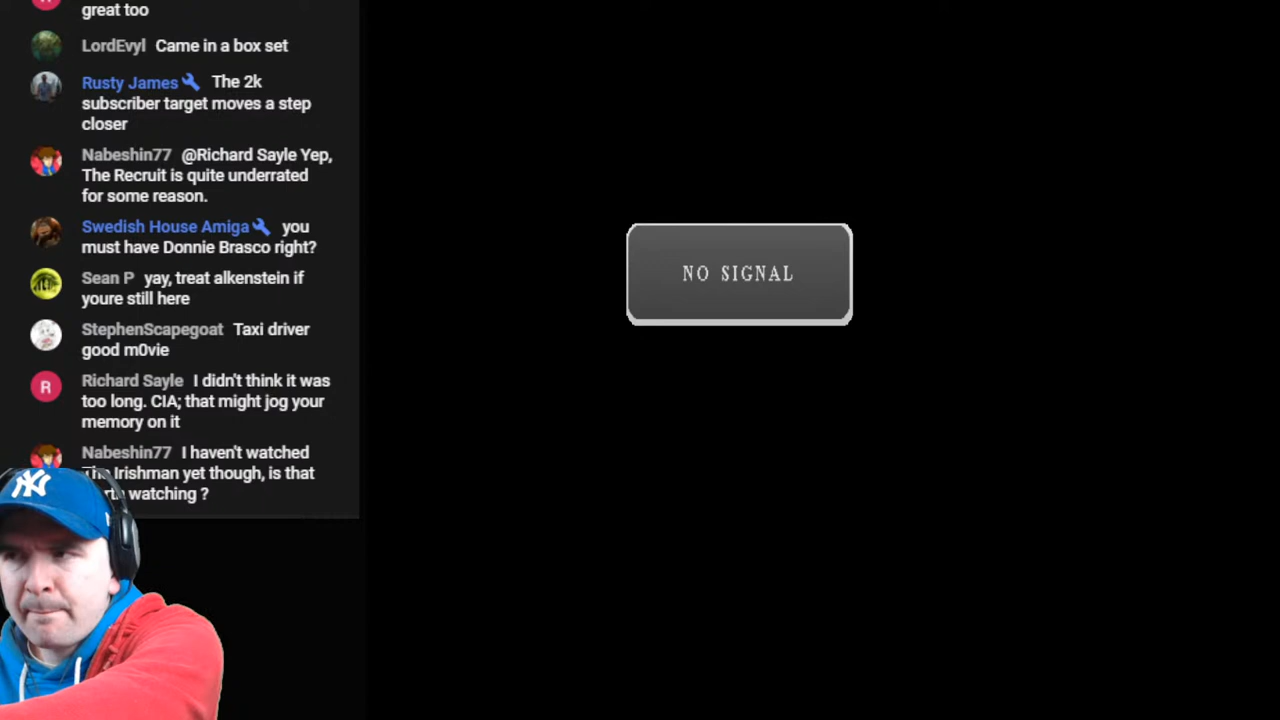 great too
LordEvyl Came in a box set
Rusty James The 2k
subscriber target moves a step
closer
Nabeshin77 @Richard Sayle Yep,
The Recruit is quite underrated
for some reason.
Swedish House Amiga you
must have Donnie Brasco right?
Sean P yay, treat alkenstein if
youre still here
StephenScapegoat Taxi driver
good m0vie
R Richard Sayle I didn't think it was
too long. CIA; that might jog your
memory on it
Nabeshin77 I haven't watched
Irishman yet though, is that
watching ?
NO SIGNAL
NY